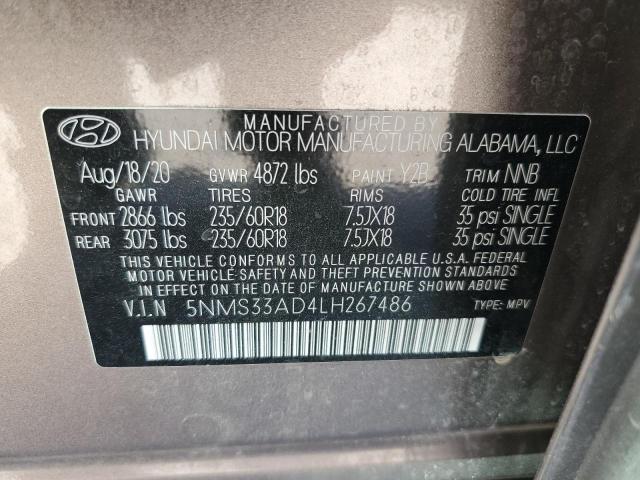 MANUFACTURED BY
HYUNDAI MOTOR MANUFACTURING ALABAMA, LLC
Aug/18/20 GVWR 4872 lbs PAINT Y2B TRIM NNB
GAWR TIRES RIMS COLD TIRE INFL
FRONT 2866 lbs 235/60R18 7.5JX18 35 psi SINGLE
REAR 3075 lbs 235/60R18 7.5JX18 35 psi SINGLE
THIS VEHICLE CONFORMS TO ALL APPLICABLE U.S.A. FEDERAL
MOTOR VEHICLE SAFETY AND THEFT PREVENTION STANDARDS
IN EFFECT ON THE DATE OF MANUFACTURE SHOWN ABOVE.
V.I.N 5NMS33AD4LH267486 TYPE: MPV